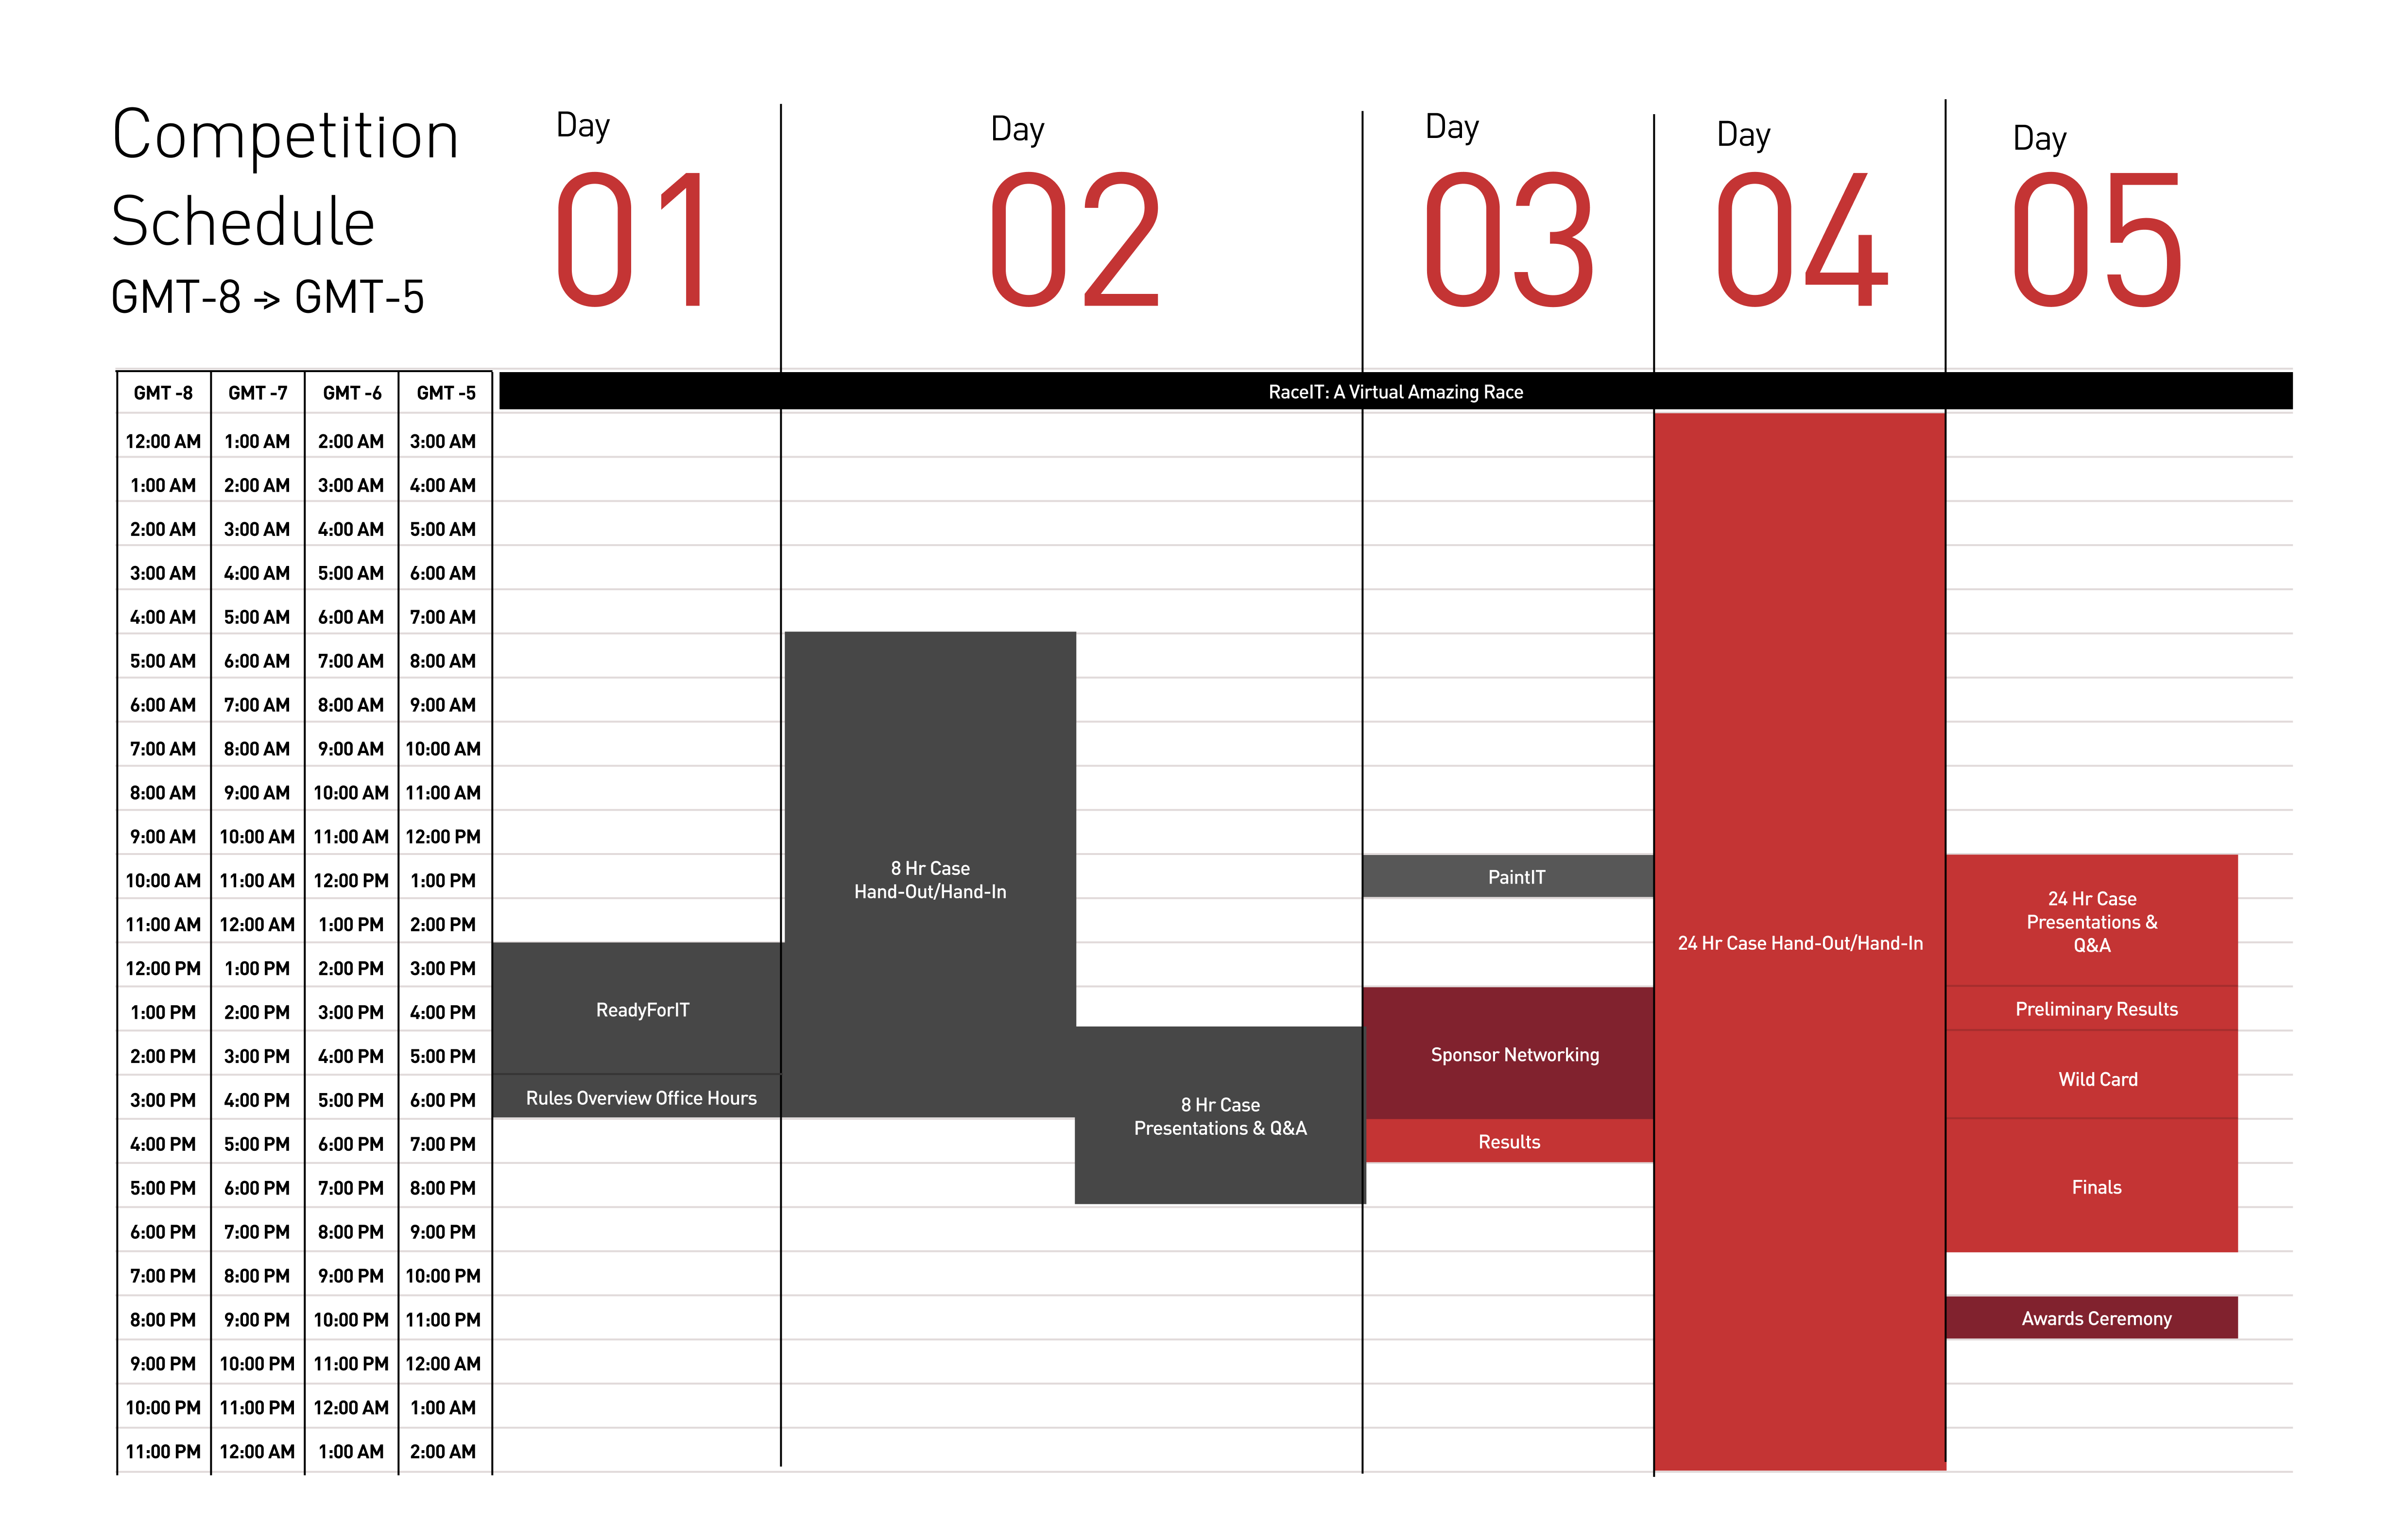 Competition
Schedule
GMT-8 -> GMT-5
Day
01
Day
02
Day
03
Day
04
Day
05
GMT -8 GMT -7 GMT -6 GMT -5
RaceIT: A Virtual Amazing Race
12:00 AM 1:00 AM 2:00 AM 3:00 AM
1:00 AM 2:00 AM 3:00 AM 4:00 AM
2:00 AM 3:00 AM 4:00 AM 5:00 AM
3:00 AM 4:00 AM 5:00 AM 6:00 AM
4:00 AM 5:00 AM 6:00 AM 7:00 AM
5:00 AM 6:00 AM 7:00 AM 8:00 AM
6:00 AM 7:00 AM 8:00 AM 9:00 AM
7:00 AM 8:00 AM 9:00 AM 10:00 AM
8:00 AM 9:00 AM 10:00 AM 11:00 AM
9:00 AM 10:00 AM 11:00 AM 12:00 PM
10:00 AM 11:00 AM 12:00 PM 1:00 PM
11:00 AM 12:00 AM 1:00 PM 2:00 PM
12:00 PM 1:00 PM 2:00 PM 3:00 PM
1:00 PM 2:00 PM 3:00 PM 4:00 PM
2:00 PM 3:00 PM 4:00 PM 5:00 PM
3:00 PM 4:00 PM 5:00 PM 6:00 PM
4:00 PM 5:00 PM 6:00 PM 7:00 PM
5:00 PM 6:00 PM 7:00 PM 8:00 PM
6:00 PM 7:00 PM 8:00 PM 9:00 PM
7:00 PM 8:00 PM 9:00 PM 10:00 PM
8:00 PM 9:00 PM 10:00 PM 11:00 PM
9:00 PM 10:00 PM 11:00 PM 12:00 AM
10:00 PM 11:00 PM 12:00 AM 1:00 AM
11:00 PM 12:00 AM 1:00 AM 2:00 AM
ReadyForIT
Rules Overview Office Hours
8 Hr Case
Hand-Out/Hand-In
8 Hr Case
Presentations & Q&A
PaintIT
Sponsor Networking
Results
24 Hr Case Hand-Out/Hand-In
24 Hr Case
Presentations &
Q&A
Preliminary Results
Wild Card
Finals
Awards Ceremony